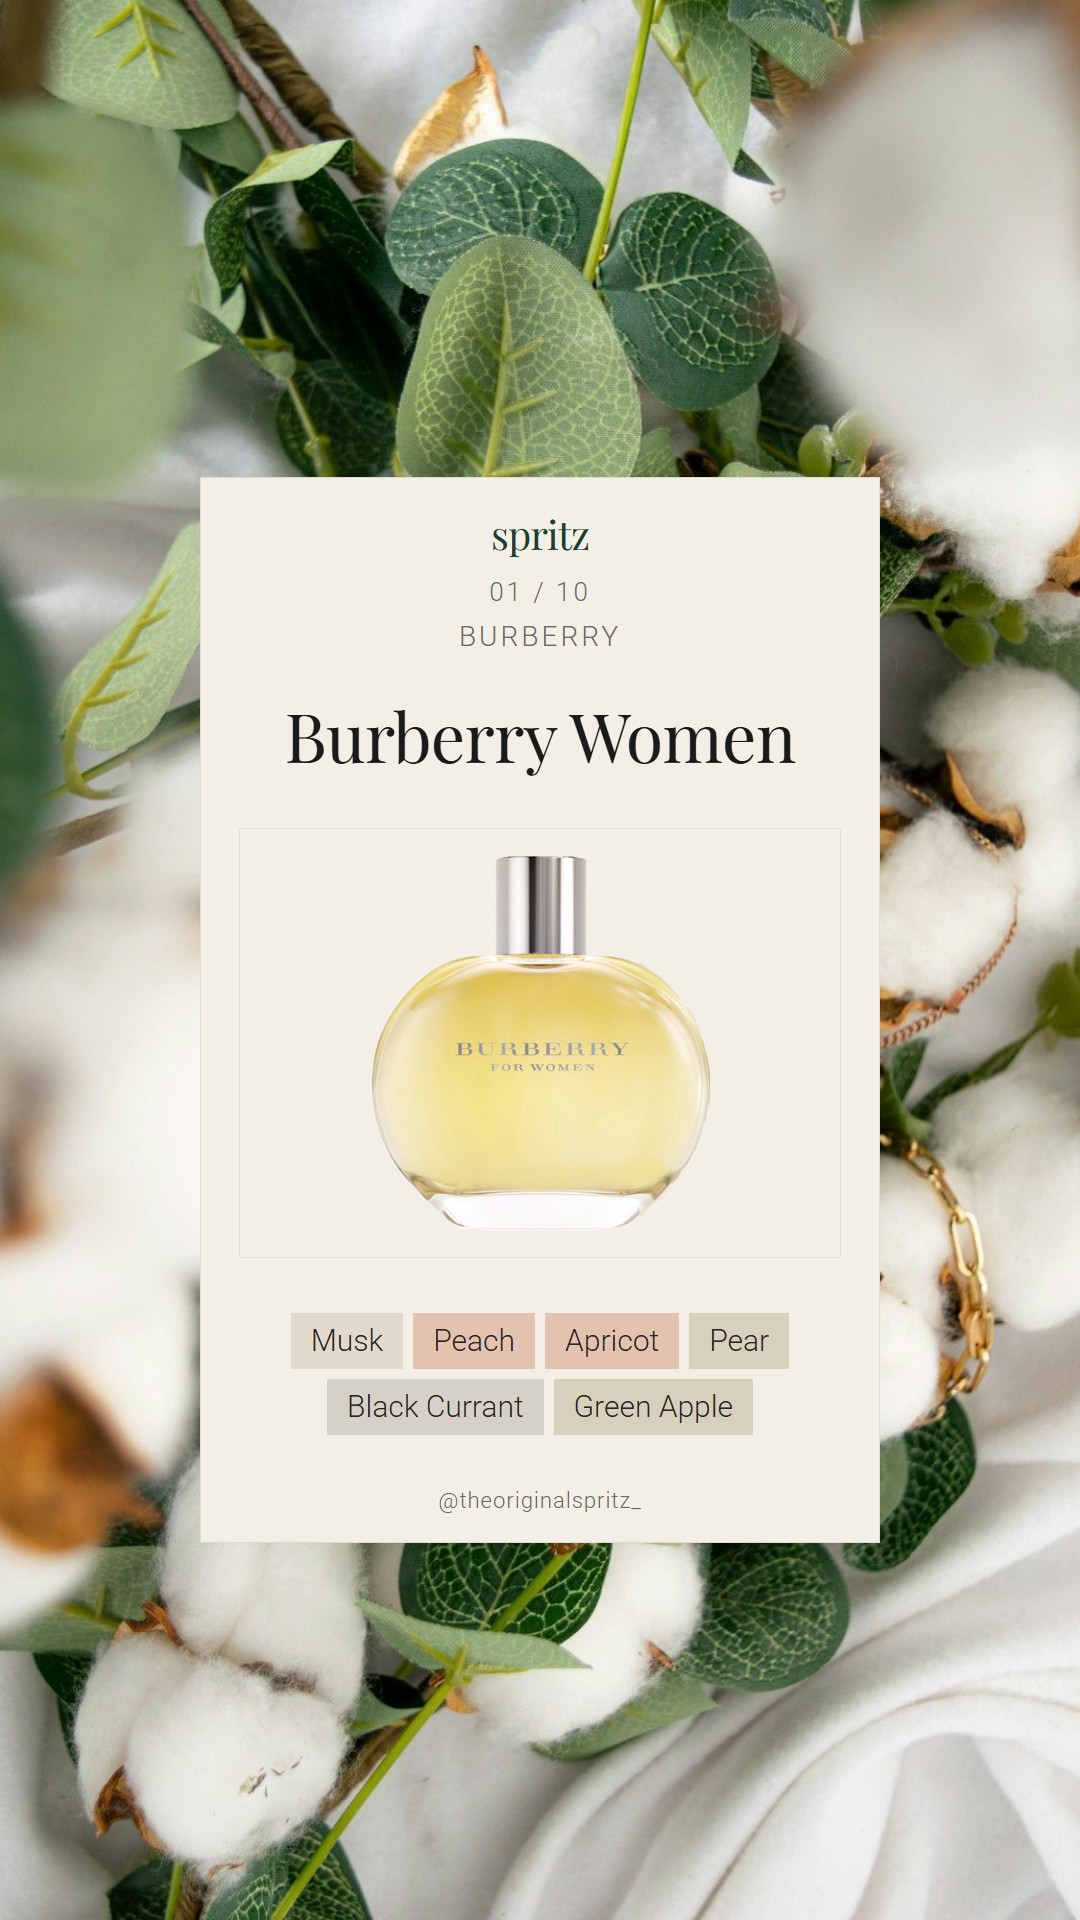 spritz
01 / 10
BURBERRY
Burberry Women
BURBERRY
FOR WOMEN
Musk Peach Apricot Pear
Black Currant Green Apple
@theoriginalspritz_